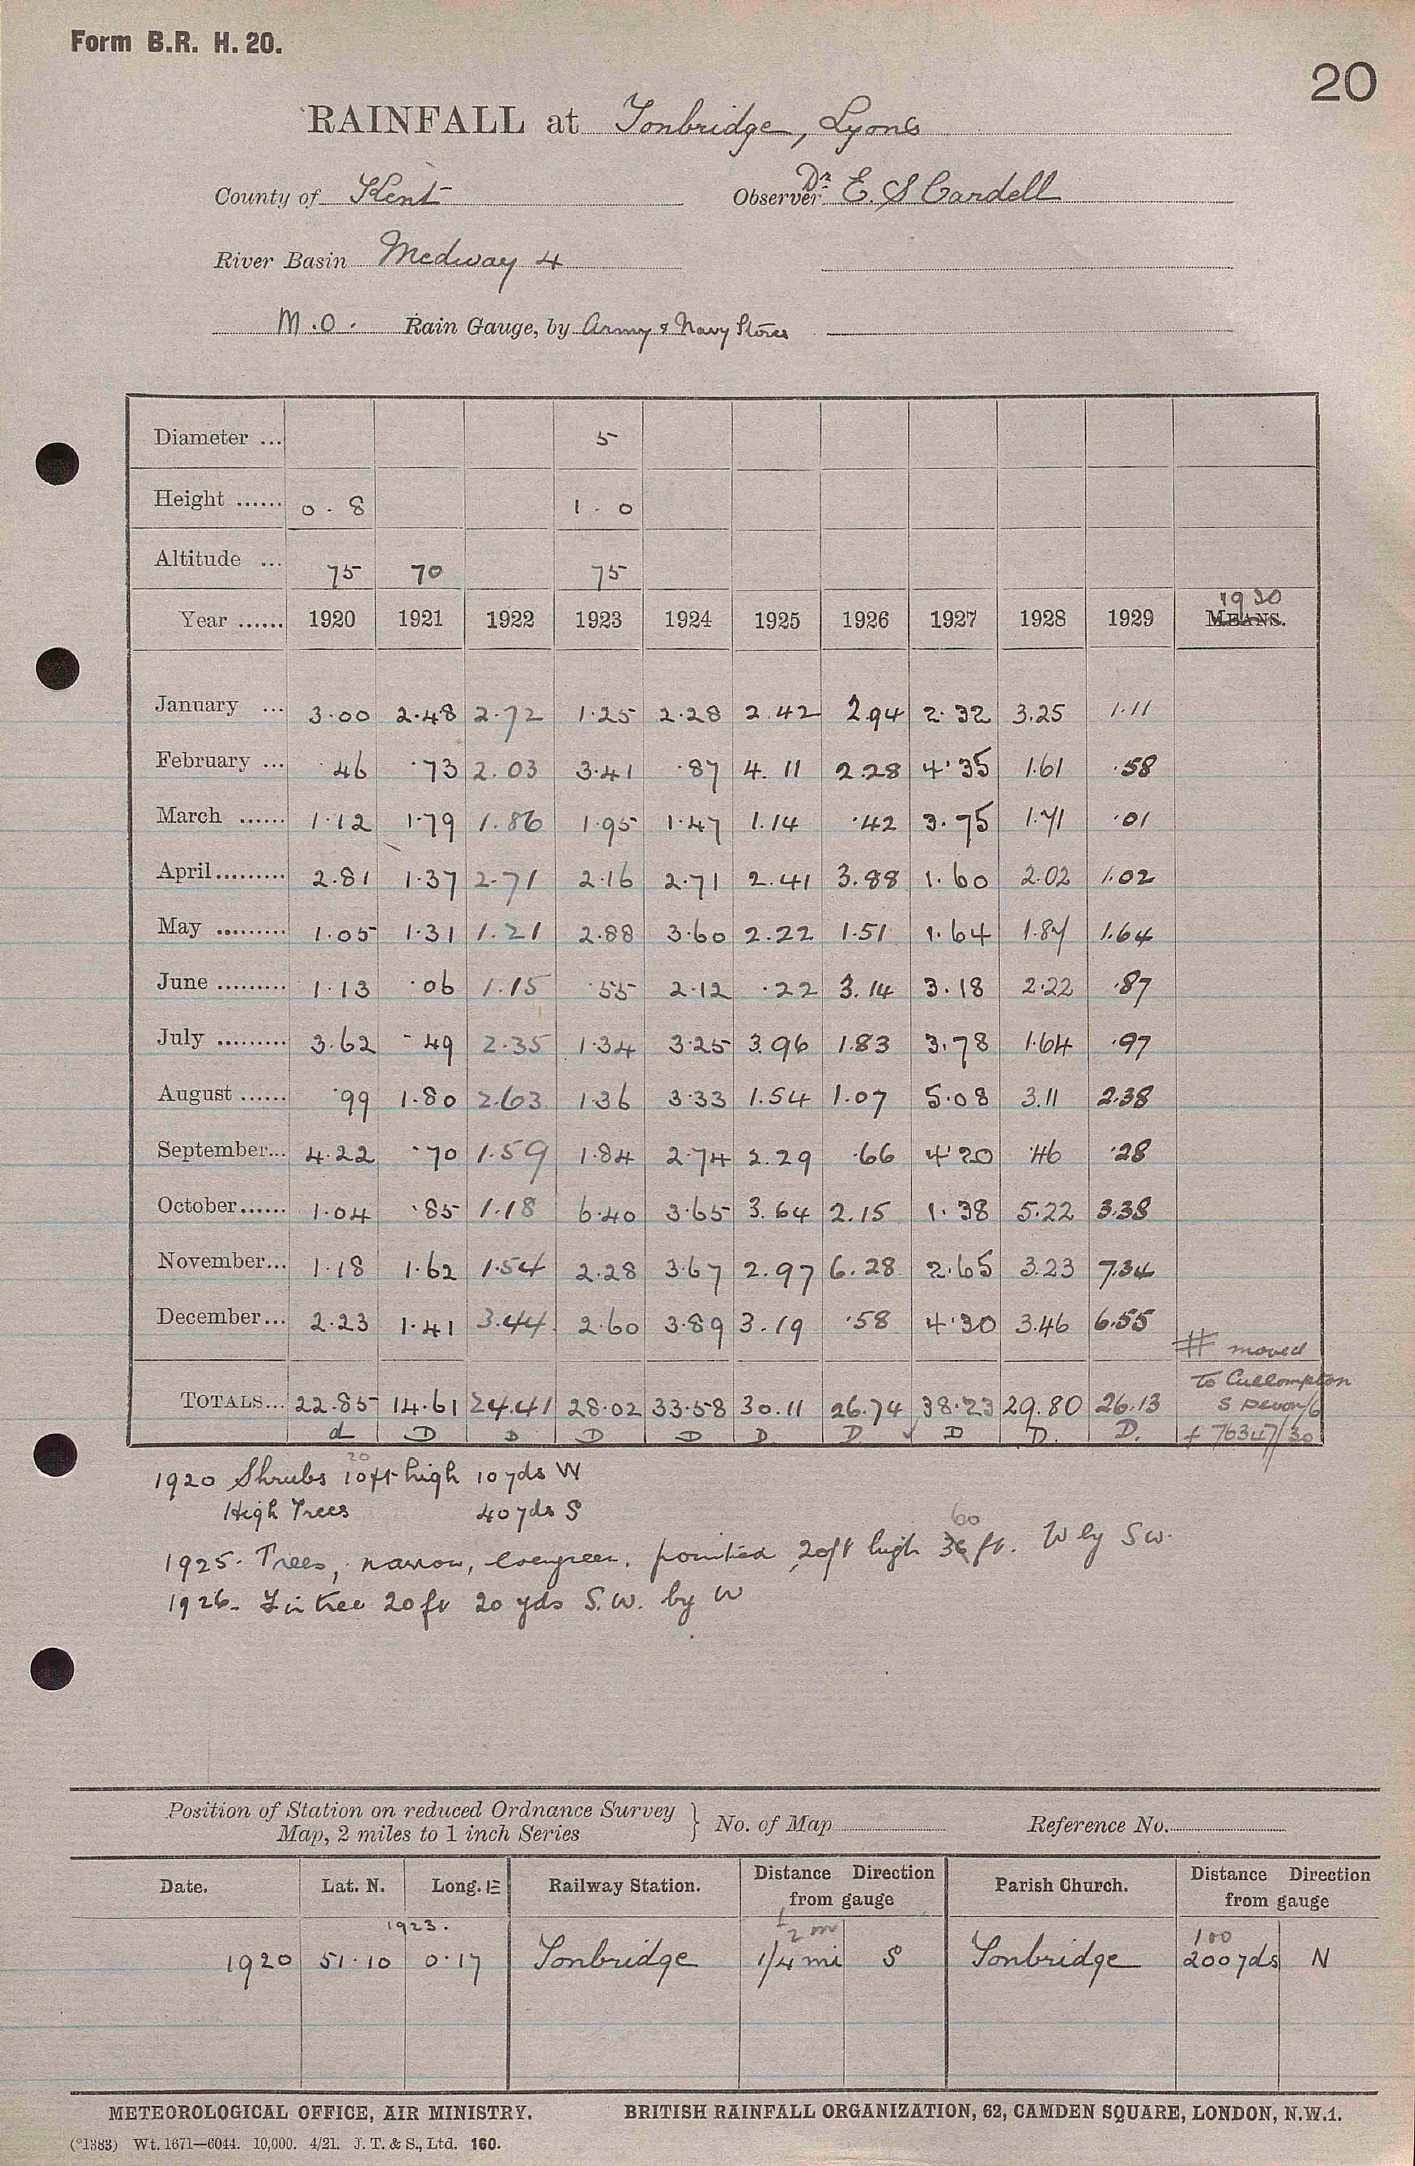 Form B.R. H. 20.
20
RAINFALL at Tonbridge, Lyons
County of Kent Observer Dr. E. S Cardell
River Basin Medway 4
M.O. Rain Gauge, by Army & Navy Stores
Diameter ... 5
Height ...... 0.8 1.0
Altitude ... 75 70 75
Year ...... 1920 1921 1922 1923 1924 1925 1926 1927 1928 1929 1930 MEANS.
January ... 3.00 2.48 2.72 1.25 2.28 2.42 2.94 2.32 3.25 1.11
February ... .46 .73 2.03 3.41 .87 4.11 2.28 4.35 1.61 .58
March ...... 1.12 1.79 1.86 1.95 1.47 1.14 .42 3.75 1.71 .01
April......... 2.81 1.37 2.71 2.16 2.71 2.41 3.88 1.60 2.02 1.02
May ......... 1.05 1.31 1.21 2.88 3.60 2.22 1.51 1.64 1.87 1.64
June ......... 1.13 .06 1.15 .55 2.12 .22 3.14 3.18 2.22 .87
July ......... 3.62 .49 2.35 1.34 3.25 3.96 1.83 3.78 1.64 .97
August ...... .99 1.80 2.63 1.36 3.33 1.54 1.07 5.08 3.11 2.38
September... 4.22 .70 1.59 1.84 2.74 2.29 .66 4.20 .46 .28
October...... 1.04 .85 1.18 6.40 3.65 3.64 2.15 1.38 5.22 3.38
November... 1.18 1.62 1.54 2.28 3.67 2.97 6.28 2.65 3.23 7.34
December... 2.23 1.41 3.44 2.60 3.89 3.19 .58 4.30 3.46 6.55
# moved
to Cullompton
TOTALS... 22.85 14.61 24.41 28.02 33.58 30.11 26.74 38.23 29.80 26.13 S Devon/6
d D D D D D D ✓ D D. D. f 76347/30
20
1920 Shrubs 10ft high 10yds W
High Trees 40yds S
60
1925. Trees, narrow, evergreen, pointed 20ft high 36 ft. W by SW.
1926. Fir tree 20ft 20 yds S.W. by W
Position of Station on reduced Ordnance Survey
Map, 2 miles to 1 inch Series } No. of Map Reference No.
Date. Lat. N. Long. E Railway Station. Distance Direction from gauge Parish Church. Distance Direction from gauge
1923. ½ m 100
1920 51.10 0.17 Tonbridge 1/4 mi S Tonbridge 200yds N
METEOROLOGICAL OFFICE, AIR MINISTRY. BRITISH RAINFALL ORGANIZATION, 62, CAMDEN SQUARE, LONDON, N.W.1.
(*1383) Wt. 1671—6044. 10,000. 4/21. J. T. & S., Ltd. 160.